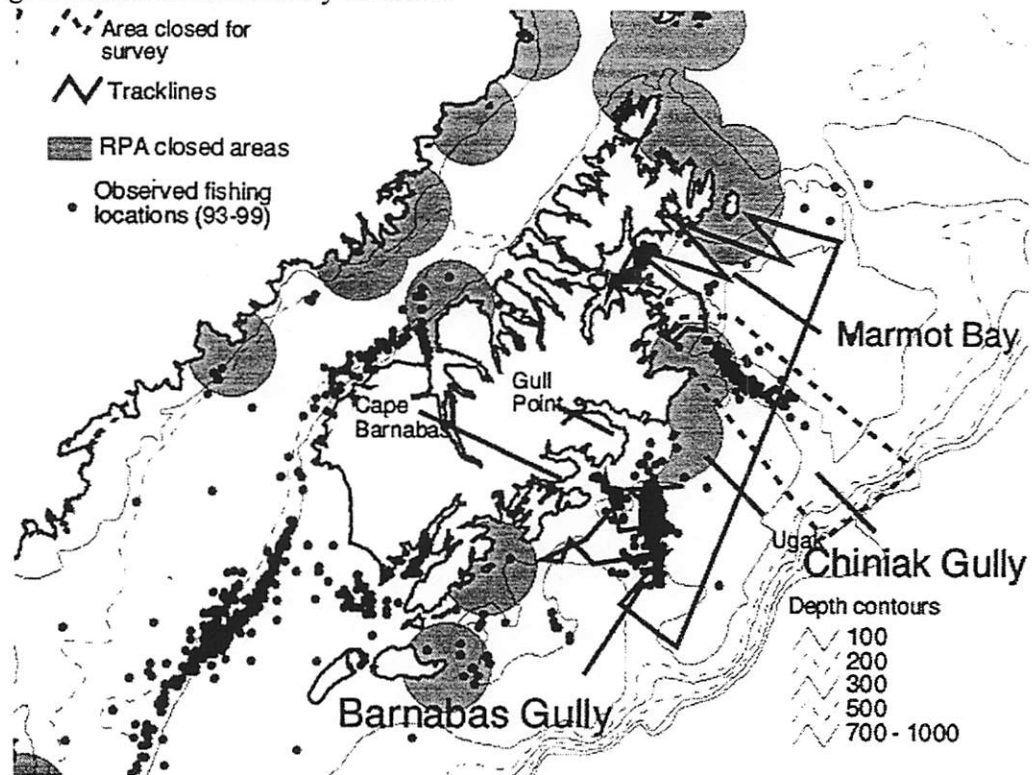 Area closed for
survey
Tracklines
RPA closed areas
Observed fishing
locations (93-99)
Marmot Bay
Gull
Point
Cape
Barnabas
Ugak
Chiniak Gully
Depth contours
100
200
300
500
700 - 1000
Barnabas Gully